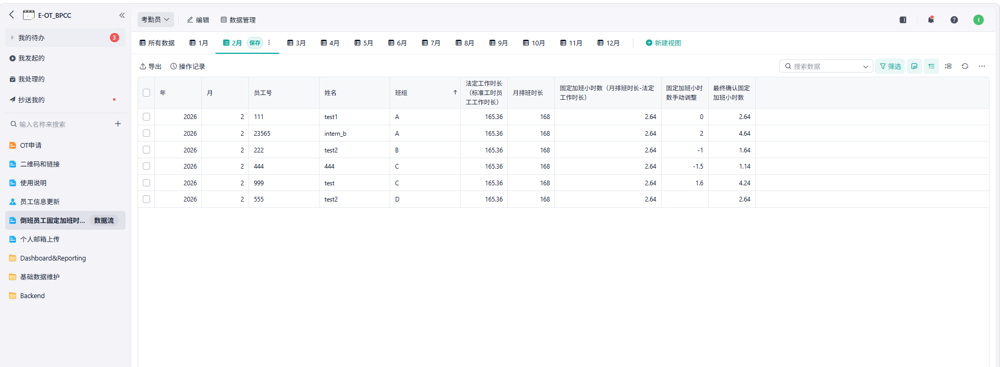 E-OT_BPCC
我的待办 3
我发起的
我处理的
抄送我的
输入名称来搜索
OT申请
二维码和链接
使用说明
员工信息更新
倒班员工固定加班时... 数据流
个人邮箱上传
Dashboard&Reporting
基础数据维护
Backend
考勤员 编辑 数据管理 I
所有数据 1月 2月 保存 3月 4月 5月 6月 7月 8月 9月 10月 11月 12月 新建视图
导出 操作记录 搜索数据 筛选
年
月
员工号
姓名
班组
法定工作时长
（标准工时员
工工作时长）
月排班时长
固定加班小时数（月排班时长-法定
工作时长）
固定加班小时
数手动调整
最终确认固定
加班小时数
2026 2 111 test1 A 165.36 168 2.64 0 2.64
2026 2 23565 intern_b A 165.36 168 2.64 2 4.64
2026 2 222 test2 B 165.36 168 2.64 -1 1.64
2026 2 444 444 C 165.36 168 2.64 -1.5 1.14
2026 2 999 test C 165.36 168 2.64 1.6 4.24
2026 2 555 test2 D 165.36 168 2.64 2.64